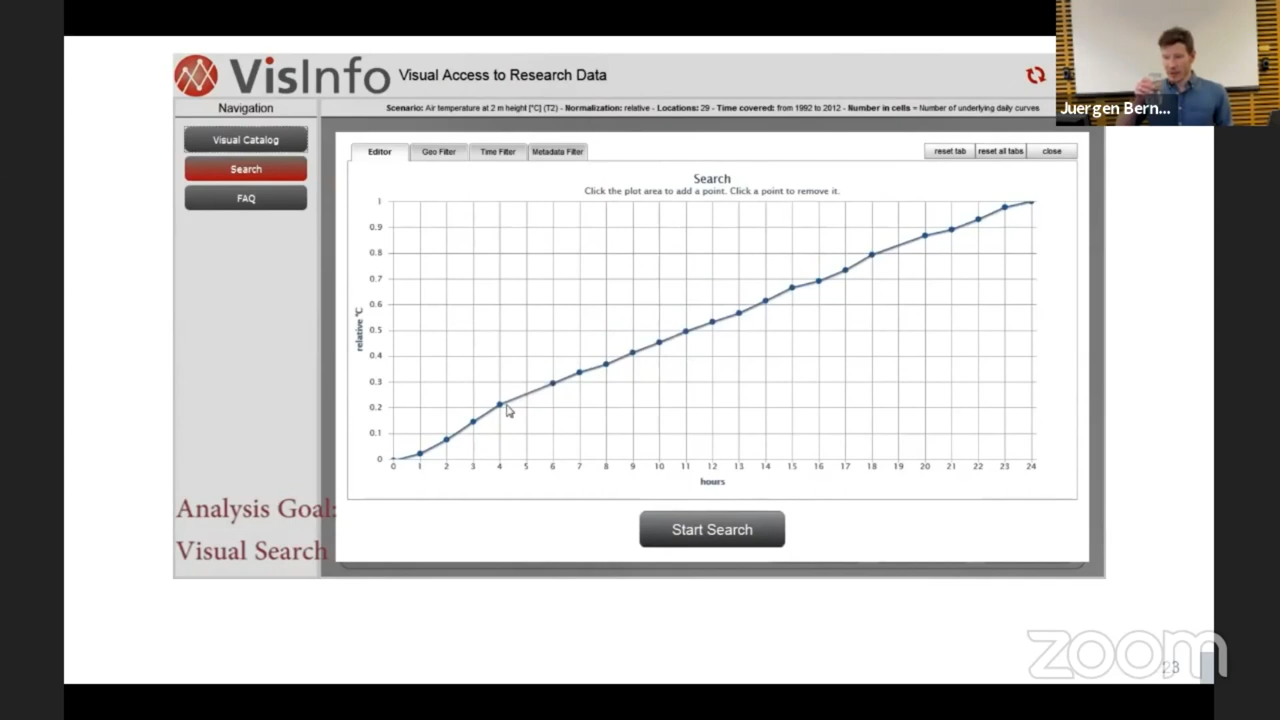 VisInfo Visual Access to Research Data
Juergen Bern...
Navigation
Scenario: Air temperature at 2 m height [°C] (T2) - Normalization: relative - Locations: 29 - Time covered: from 1992 to 2012 - Number in cells = Number of underlying daily curves
Visual Catalog
Search
FAQ
Editor Geo Filter Time Filter Metadata Filter reset tab reset all tabs close
Search
Click the plot area to add a point. Click a point to remove it.
1
0.9
0.8
0.7
0.6
0.5
0.4
0.3
0.2
0.1
0
relative °C
0 1 2 3 4 5 6 7 8 9 10 11 12 13 14 15 16 17 18 19 20 21 22 23 24
hours
Analysis Goal:
Visual Search
Start Search
zoom
23